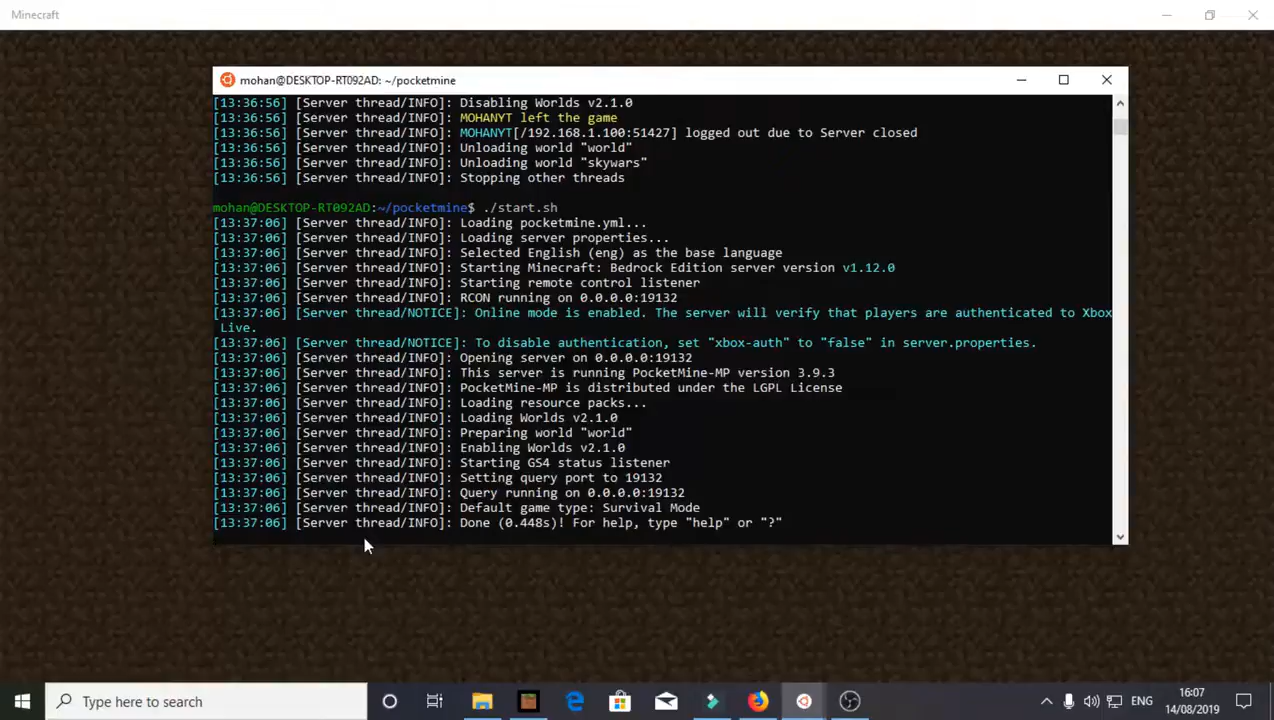 Minecraft
mohan@DESKTOP-RT092AD: ~/pocketmine
[13:36:56] [Server thread/INFO]: Disabling Worlds v2.1.0
[13:36:56] [Server thread/INFO]: MOHANYT left the game
[13:36:56] [Server thread/INFO]: MOHANYT[/192.168.1.100:51427] logged out due to Server closed
[13:36:56] [Server thread/INFO]: Unloading world "world"
[13:36:56] [Server thread/INFO]: Unloading world "skywars"
[13:36:56] [Server thread/INFO]: Stopping other threads
mohan@DESKTOP-RT092AD:~/pocketmine$ ./start.sh
[13:37:06] [Server thread/INFO]: Loading pocketmine.yml...
[13:37:06] [Server thread/INFO]: Loading server properties...
[13:37:06] [Server thread/INFO]: Selected English (eng) as the base language
[13:37:06] [Server thread/INFO]: Starting Minecraft: Bedrock Edition server version v1.12.0
[13:37:06] [Server thread/INFO]: Starting remote control listener
[13:37:06] [Server thread/INFO]: RCON running on 0.0.0.0:19132
[13:37:06] [Server thread/NOTICE]: Online mode is enabled. The server will verify that players are authenticated to Xbox
Live.
[13:37:06] [Server thread/NOTICE]: To disable authentication, set "xbox-auth" to "false" in server.properties.
[13:37:06] [Server thread/INFO]: Opening server on 0.0.0.0:19132
[13:37:06] [Server thread/INFO]: This server is running PocketMine-MP version 3.9.3
[13:37:06] [Server thread/INFO]: PocketMine-MP is distributed under the LGPL License
[13:37:06] [Server thread/INFO]: Loading resource packs...
[13:37:06] [Server thread/INFO]: Loading Worlds v2.1.0
[13:37:06] [Server thread/INFO]: Preparing world "world"
[13:37:06] [Server thread/INFO]: Enabling Worlds v2.1.0
[13:37:06] [Server thread/INFO]: Starting GS4 status listener
[13:37:06] [Server thread/INFO]: Setting query port to 19132
[13:37:06] [Server thread/INFO]: Query running on 0.0.0.0:19132
[13:37:06] [Server thread/INFO]: Default game type: Survival Mode
[13:37:06] [Server thread/INFO]: Done (0.448s)! For help, type "help" or "?"
Type here to search
ENG
16:07
14/08/2019